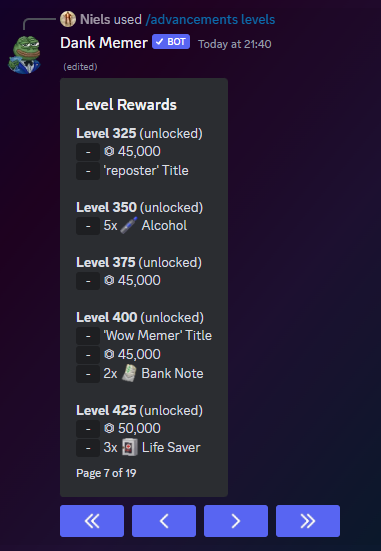 Niels used /advancements levels
Dank Memer ✓ BOT Today at 21:40
(edited)
Level Rewards
Level 325 (unlocked)
- 45,000
- 'reposter' Title
Level 350 (unlocked)
- 5x Alcohol
Level 375 (unlocked)
- 45,000
Level 400 (unlocked)
- 'Wow Memer' Title
- 45,000
- 2x Bank Note
Level 425 (unlocked)
- 50,000
- 3x Life Saver
Page 7 of 19